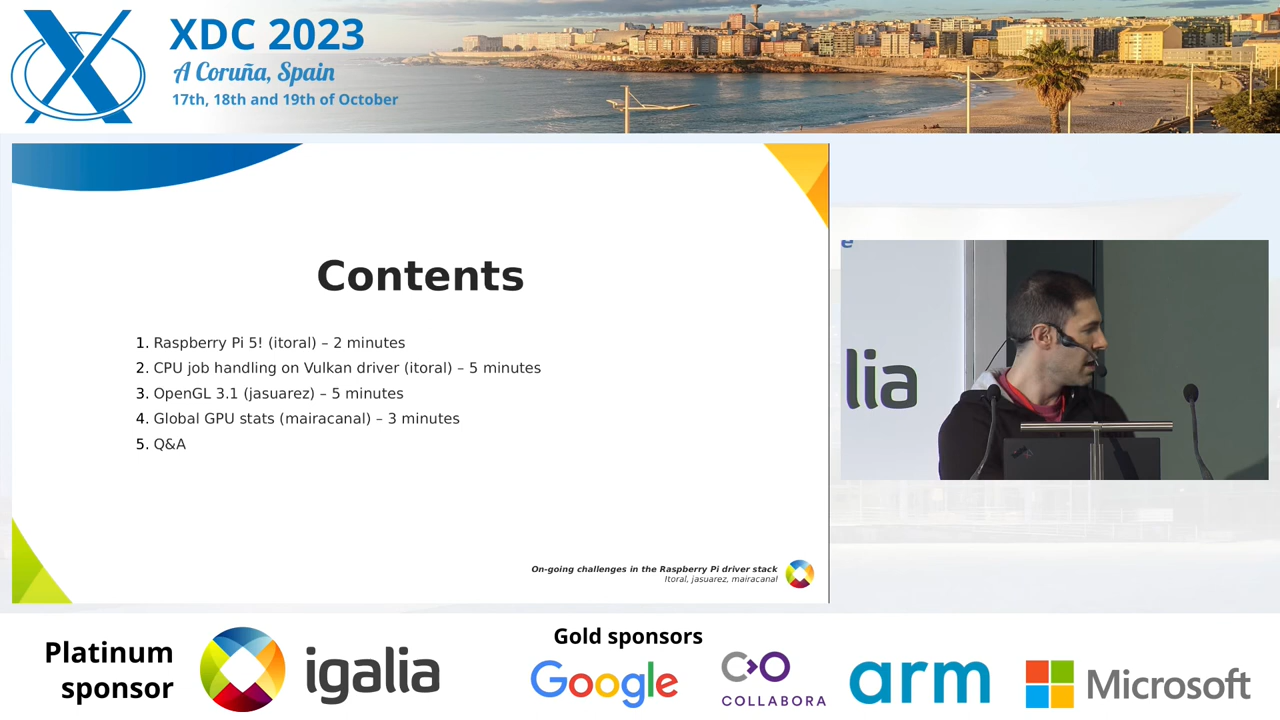 XDC 2023
A Coruña, Spain
17th, 18th and 19th of October
Contents
1. Raspberry Pi 5! (itoral) – 2 minutes
2. CPU job handling on Vulkan driver (itoral) – 5 minutes
3. OpenGL 3.1 (jasuarez) – 5 minutes
4. Global GPU stats (mairacanal) – 3 minutes
5. Q&A
On-going challenges in the Raspberry Pi driver stack
Itoral, jasuarez, mairacanal
e
lia
Platinum
sponsor
igalia
Gold sponsors
Google
COLLABORA
arm
Microsoft